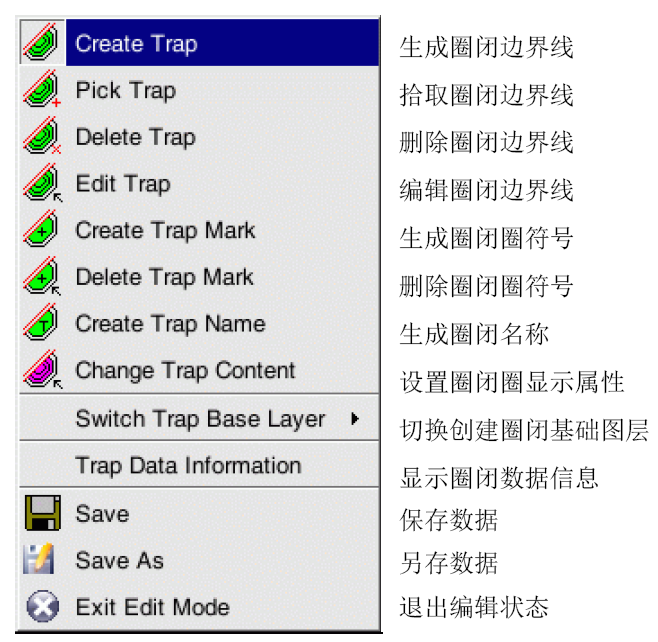 Create Trap 生成圈闭边界线
Pick Trap 拾取圈闭边界线
Delete Trap 删除圈闭边界线
Edit Trap 编辑圈闭边界线
Create Trap Mark 生成圈闭圈符号
Delete Trap Mark 删除圈闭圈符号
Create Trap Name 生成圈闭名称
Change Trap Content 设置圈闭圈显示属性
Switch Trap Base Layer 切换创建圈闭基础图层
Trap Data Information 显示圈闭数据信息
Save 保存数据
Save As 另存数据
Exit Edit Mode 退出编辑状态